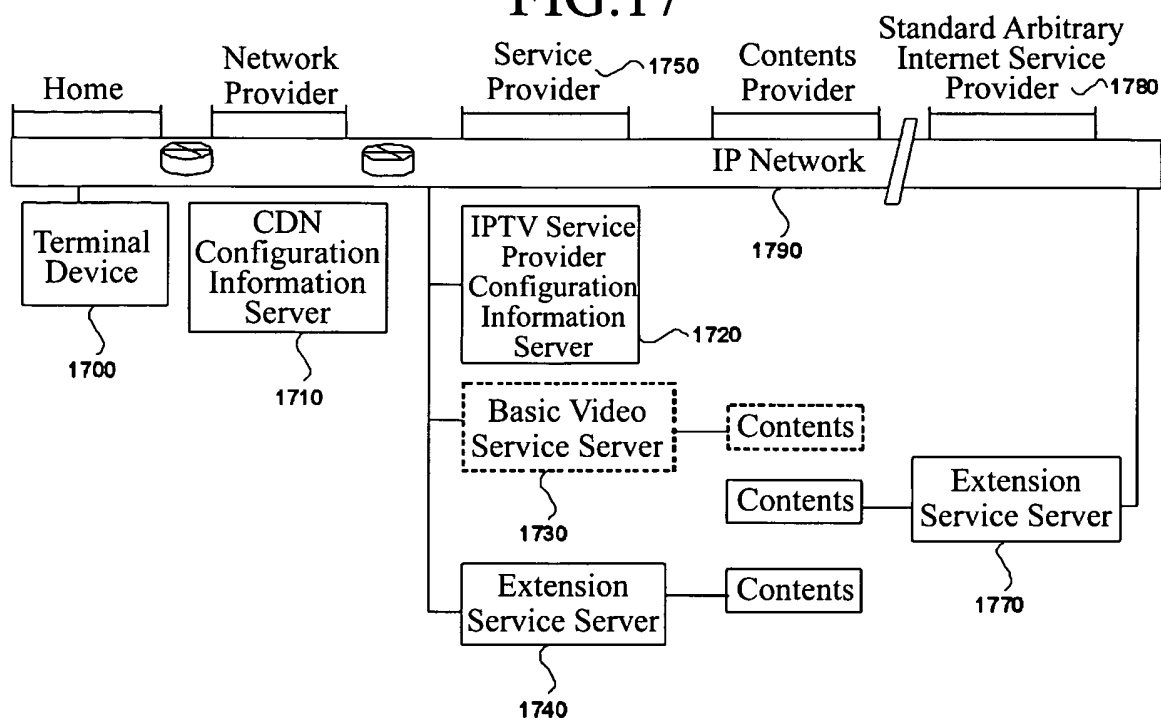 FIG.17
Home
Network
Provider
Service
Provider
1750
Contents
Provider
Standard Arbitrary
Internet Service
Provider
1780
IP Network
1790
Terminal
Device
1700
CDN
Configuration
Information
Server
1710
IPTV Service
Provider
Configuration
Information
Server
1720
Basic Video
Service Server
1730
Contents
Contents
Extension
Service Server
1770
Extension
Service Server
1740
Contents